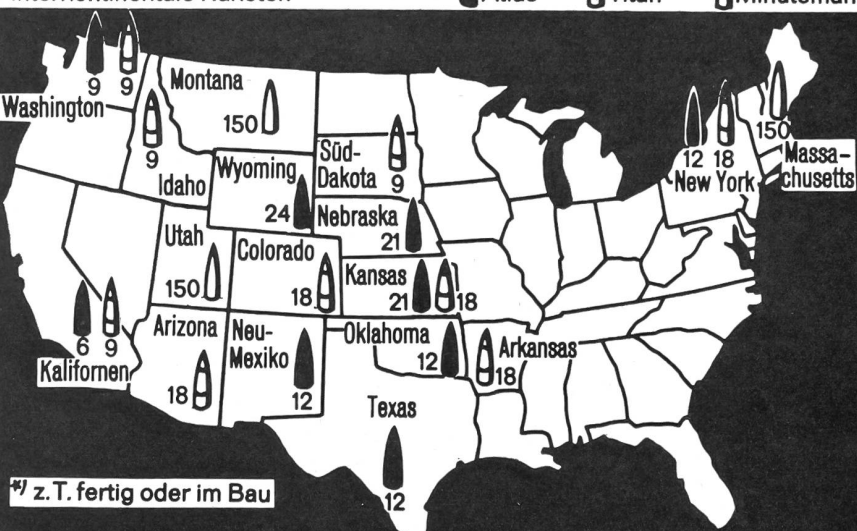 Interkontinentale Raketen
Atlas Titan Minuteman
9 9
Washington
Montana
150
9
Idaho
Wyoming
24
Süd-
Dakota
9
12 18
New York
150
Massa-
chusetts
Nebraska
21
Utah
150
Colorado
18
Kansas
21 18
6 9
Kalifornen
Arizona
18
Neu-
Mexiko
12
Oklahoma
12
Arkansas
18
Texas
12
*) z.T. fertig oder im Bau